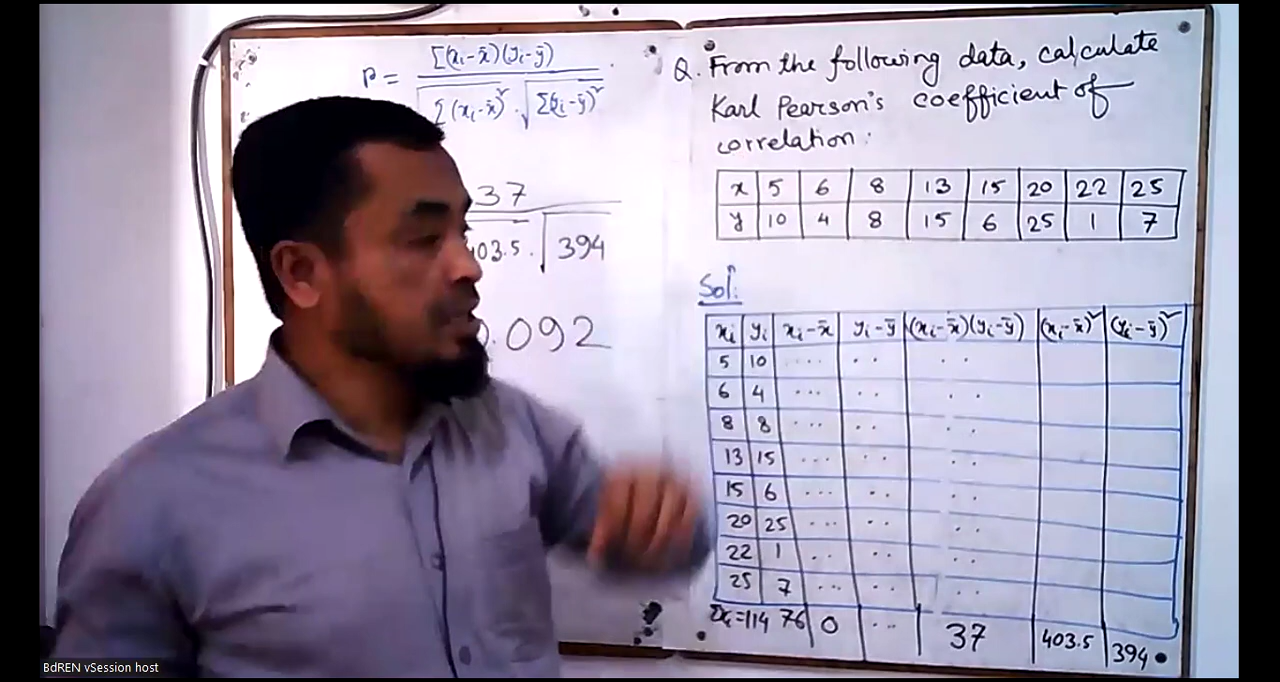 Σ(xᵢ-x̄)(yᵢ-ȳ)
P =
√Σ(xᵢ-x̄)² . √Σ(yᵢ-ȳ)²
37
403.5 . √394
.092
Q. From the following data, calculate
Karl Pearson's coefficient of
correlation:
x 5 6 8 13 15 20 22 25
y 10 4 8 15 6 25 1 7
Sol:
xᵢ yᵢ xᵢ-x̄ yᵢ-ȳ (xᵢ-x̄)(yᵢ-ȳ) (xᵢ-x̄)² (yᵢ-ȳ)²
5 10 ... .. ..
6 4 ... .. ..
8 8 ... .. ..
13 15 ... .. ..
15 6 ... .. ..
20 25 ... .. ..
22 1 .. .. ..
25 7 ... .. ..
Σxᵢ=114 76 0 .. 37 403.5 394
BdREN vSession host